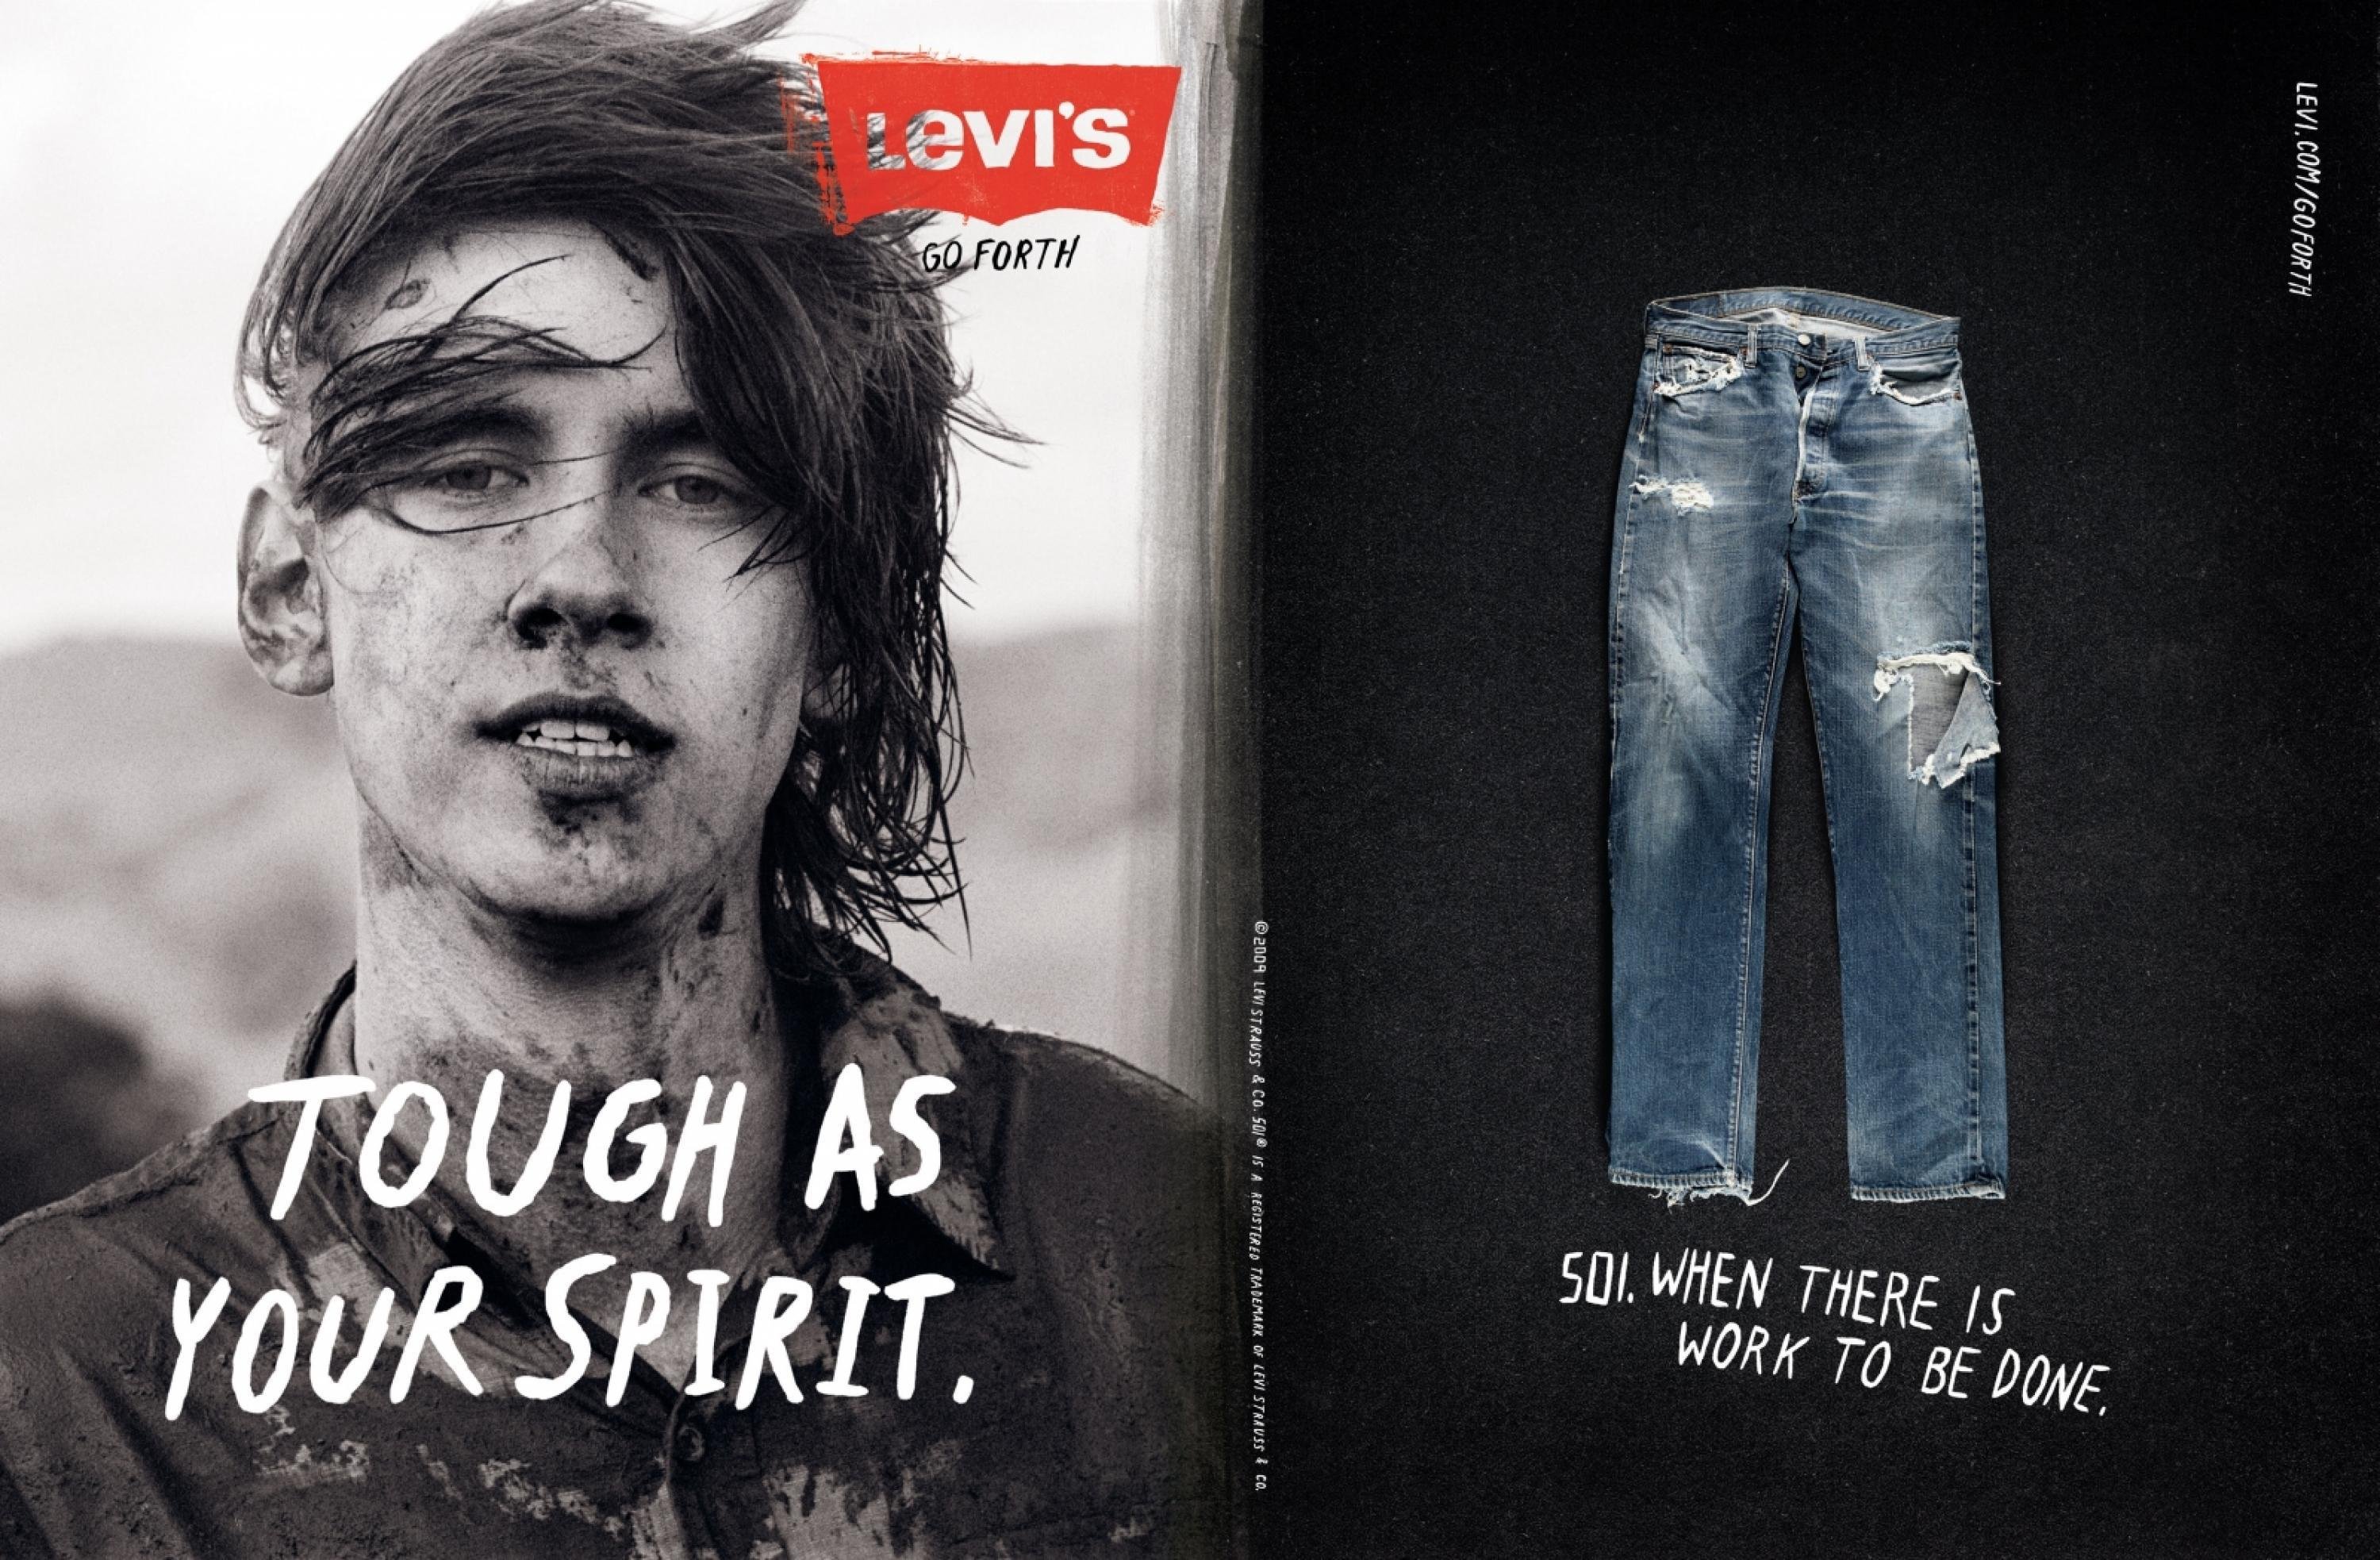 LEVI'S
GO FORTH
TOUGH AS
YOUR SPIRIT.
©2009 LEVI STRAUSS & CO. 501® IS A REGISTERED TRADEMARK OF LEVI STRAUSS & CO.
LEVI.COM/GOFORTH
501. WHEN THERE IS
WORK TO BE DONE.